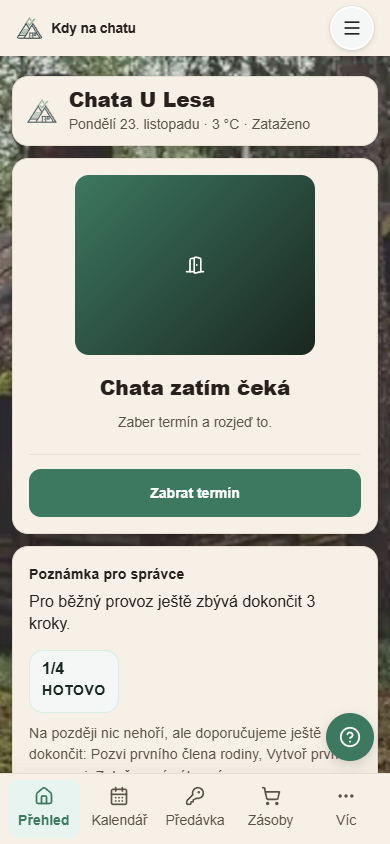 Kdy na chatu
Chata U Lesa
Pondělí 23. listopadu · 3 °C · Zataženo
Chata zatím čeká
Zaber termín a rozjeď to.
Zabrat termín
Poznámka pro správce
Pro běžný provoz ještě zbývá dokončit 3
kroky.
1/4
HOTOVO
Na později nic nehoří, ale doporučujeme ještě
dokončit: Pozvi prvního člena rodiny, Vytvoř
Přehled
Kalendář
Předávka
Zásoby
Víc